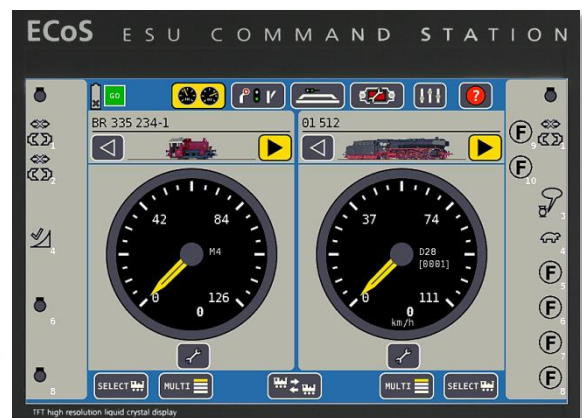 ECoS ESU COMMAND STATION
GO
?
BR 335 234-1
01 512
42 84
M4
0 126
0
37 74
D28
[0001]
0 111
0
km/h
1
2
4
6
8
F 9
1
F 10
3
4
F 5
F 6
F 7
F 8
SELECT MULTI
MULTI SELECT
TFT high resolution liquid crystal display